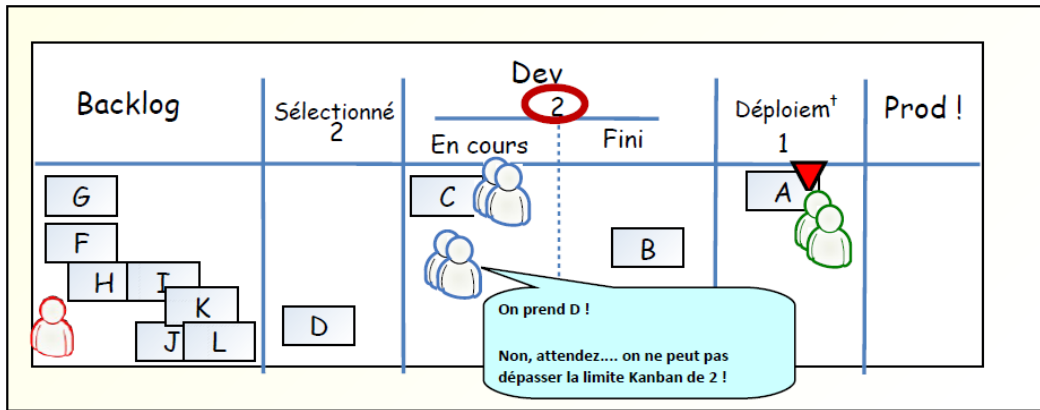 Backlog
Sélectionné
2
Dev
2
En cours
Fini
Déploiem†
1
Prod !
G
F
H
I
K
J
L
D
C
B
A
On prend D !
Non, attendez.... on ne peut pas
dépasser la limite Kanban de 2 !